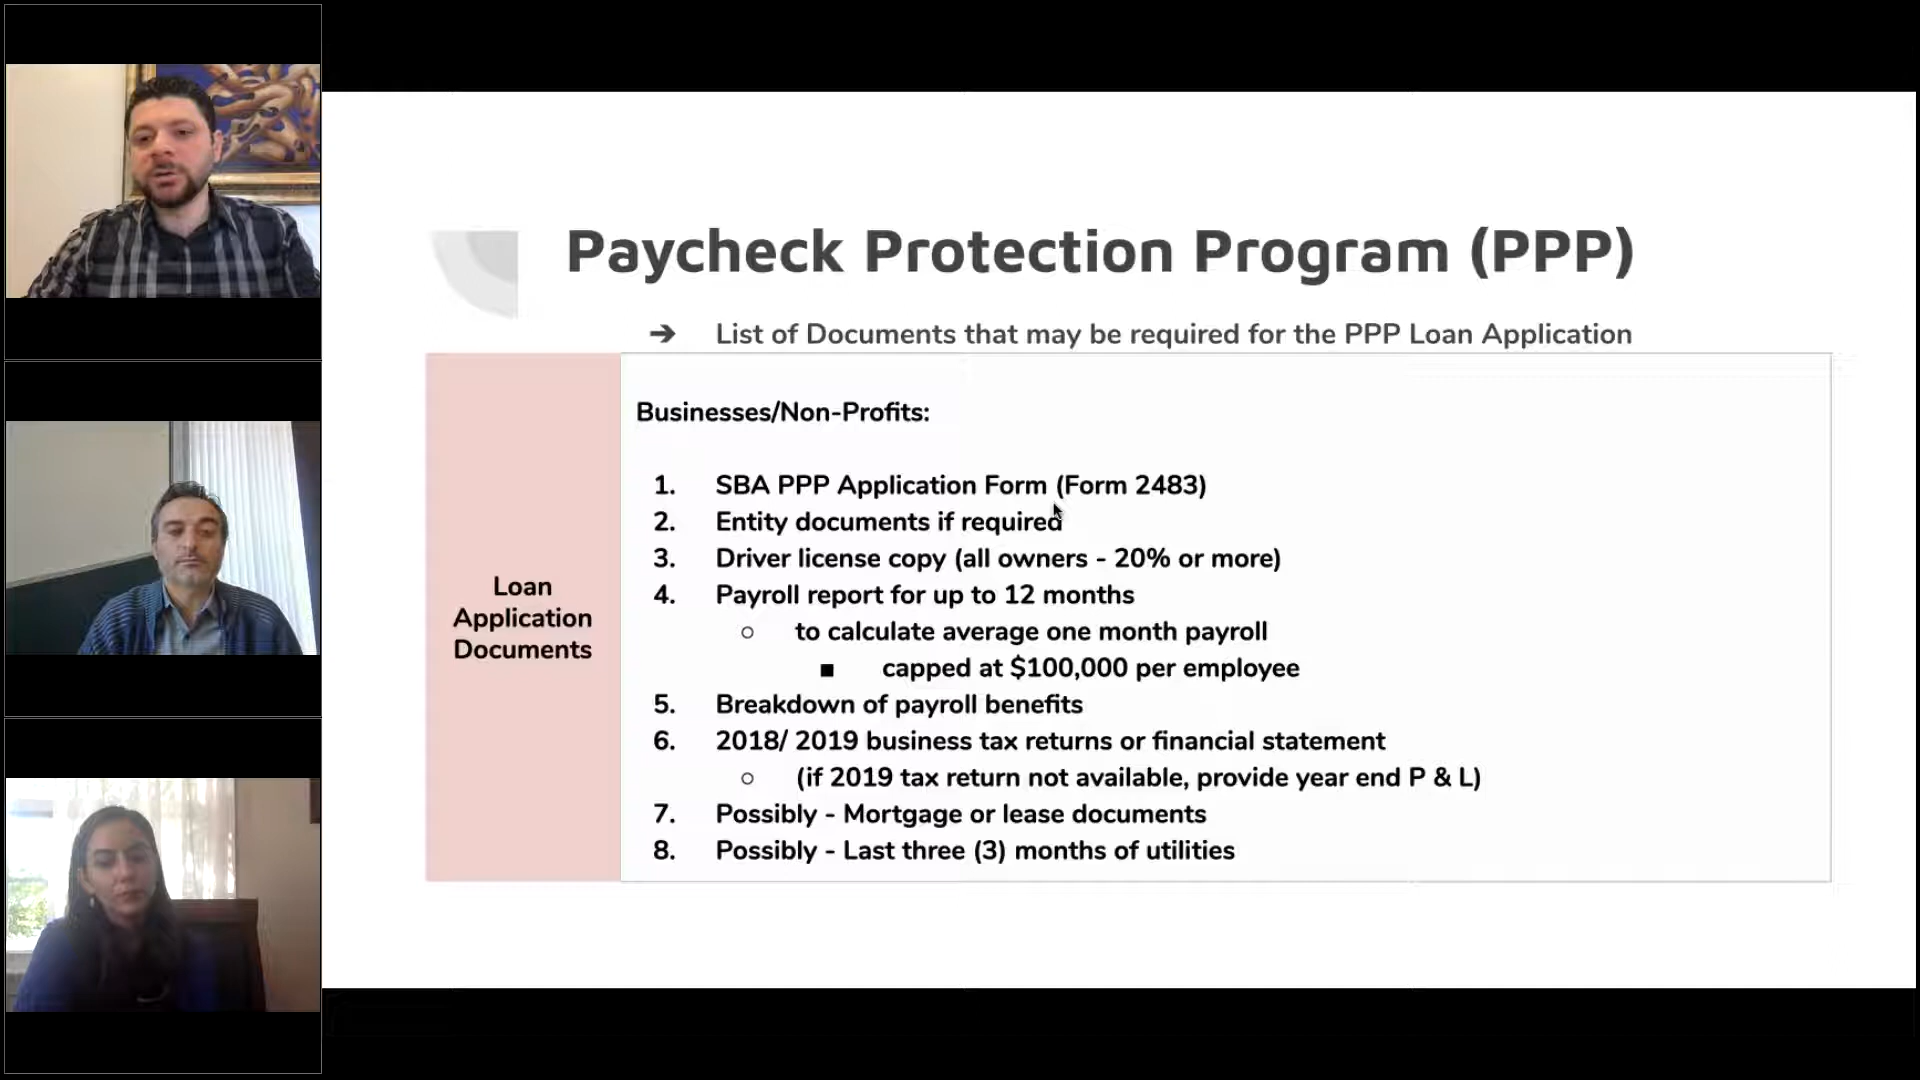 Paycheck Protection Program (PPP)
➔ List of Documents that may be required for the PPP Loan Application
Loan
Application
Documents
Businesses/Non-Profits:
1. SBA PPP Application Form (Form 2483)
2. Entity documents if required
3. Driver license copy (all owners - 20% or more)
4. Payroll report for up to 12 months
○ to calculate average one month payroll
■ capped at $100,000 per employee
5. Breakdown of payroll benefits
6. 2018/ 2019 business tax returns or financial statement
○ (if 2019 tax return not available, provide year end P & L)
7. Possibly - Mortgage or lease documents
8. Possibly - Last three (3) months of utilities